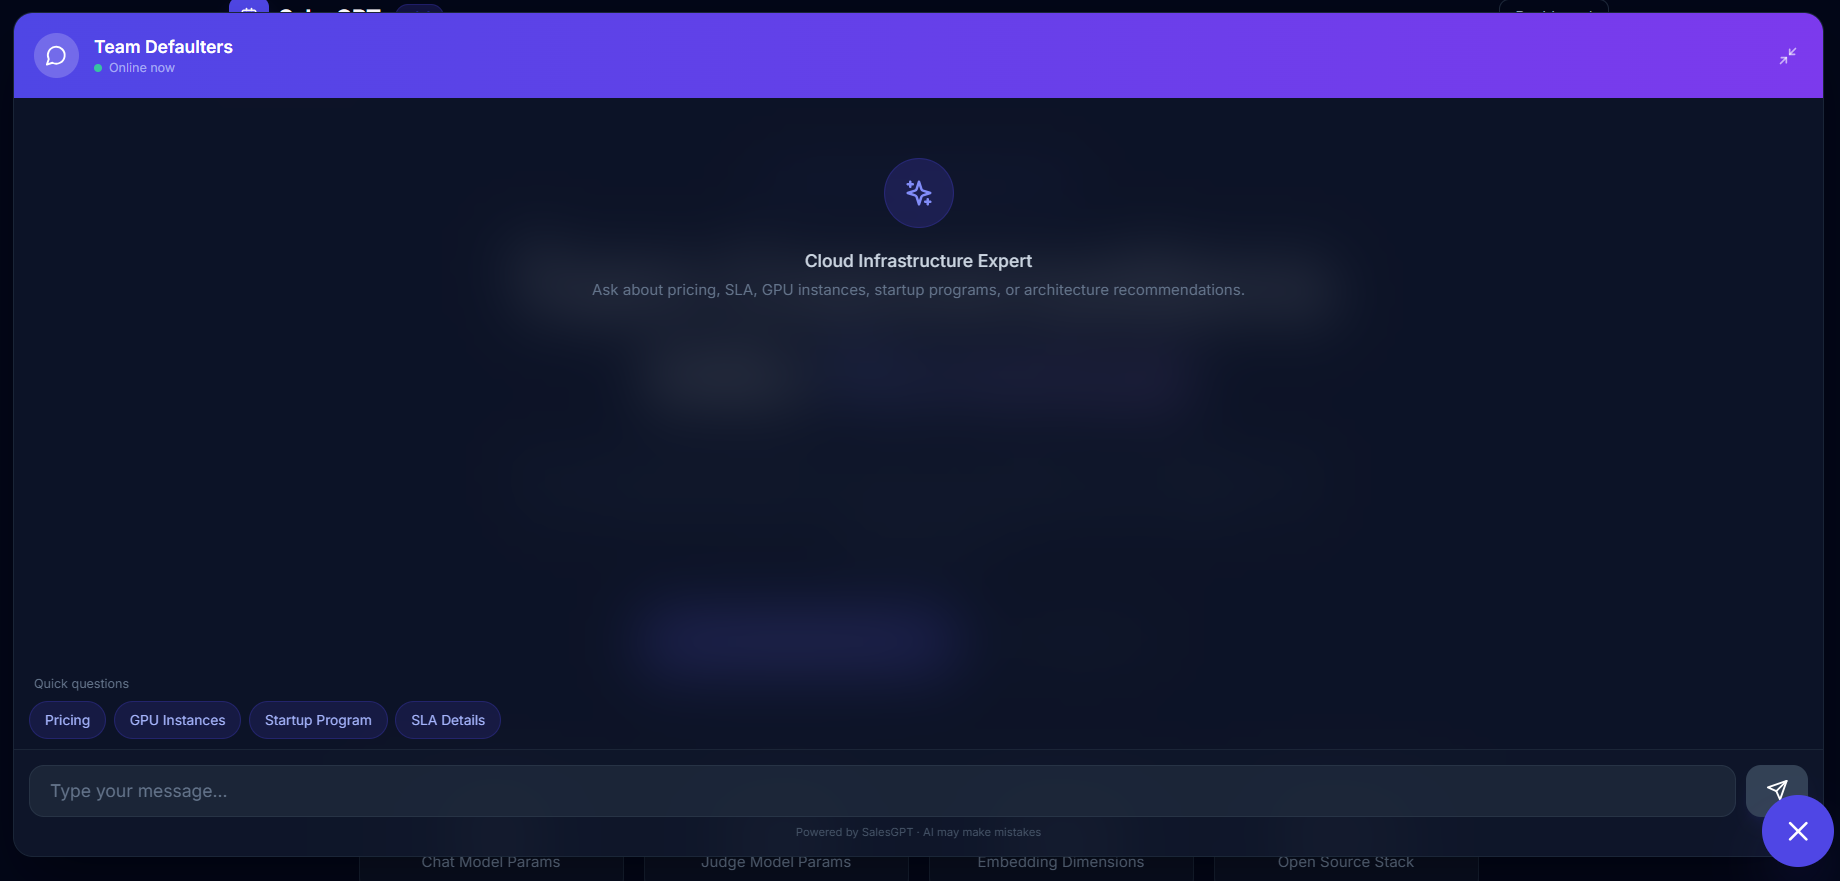 Team Defaulters
Online now
Cloud Infrastructure Expert
Ask about pricing, SLA, GPU instances, startup programs, or architecture recommendations.
Quick questions
Pricing GPU Instances Startup Program SLA Details
Type your message...
Powered by SalesGPT · AI may make mistakes
Chat Model Params Judge Model Params Embedding Dimensions Open Source Stack